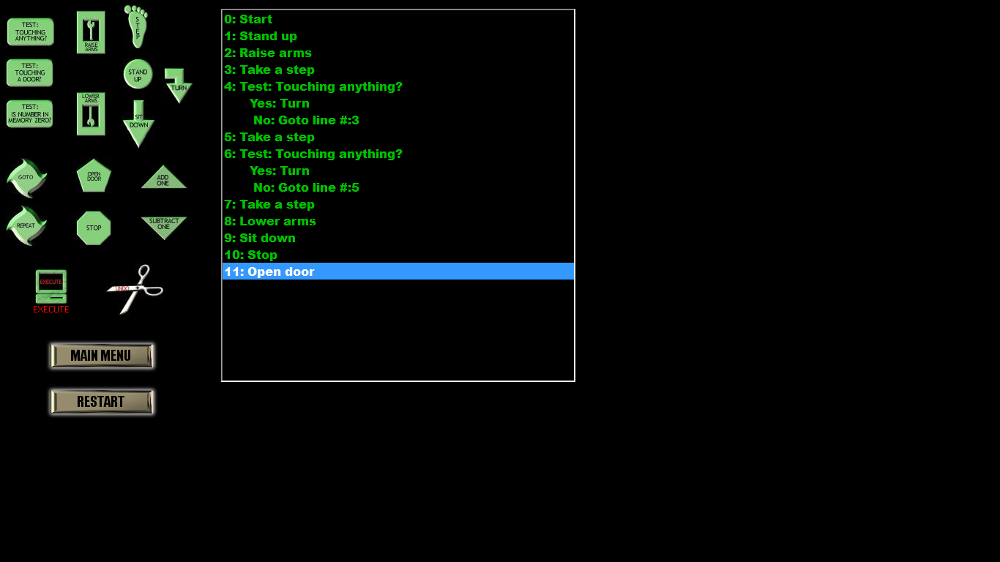 TEST:
TOUCHING
ANYTHING?
RAISE
ARMS
STEP
TEST:
TOUCHING
A DOOR?
STAND
UP
TURN
TEST:
IS NUMBER IN
MEMORY ZERO?
LOWER
ARMS
SIT
DOWN
GOTO
OPEN
DOOR
ADD
ONE
REPEAT
STOP
SUBTRACT
ONE
EXECUTE
EXECUTE
UNDO
MAIN MENU
RESTART
0: Start
1: Stand up
2: Raise arms
3: Take a step
4: Test: Touching anything?
Yes: Turn
No: Goto line #:3
5: Take a step
6: Test: Touching anything?
Yes: Turn
No: Goto line #:5
7: Take a step
8: Lower arms
9: Sit down
10: Stop
11: Open door